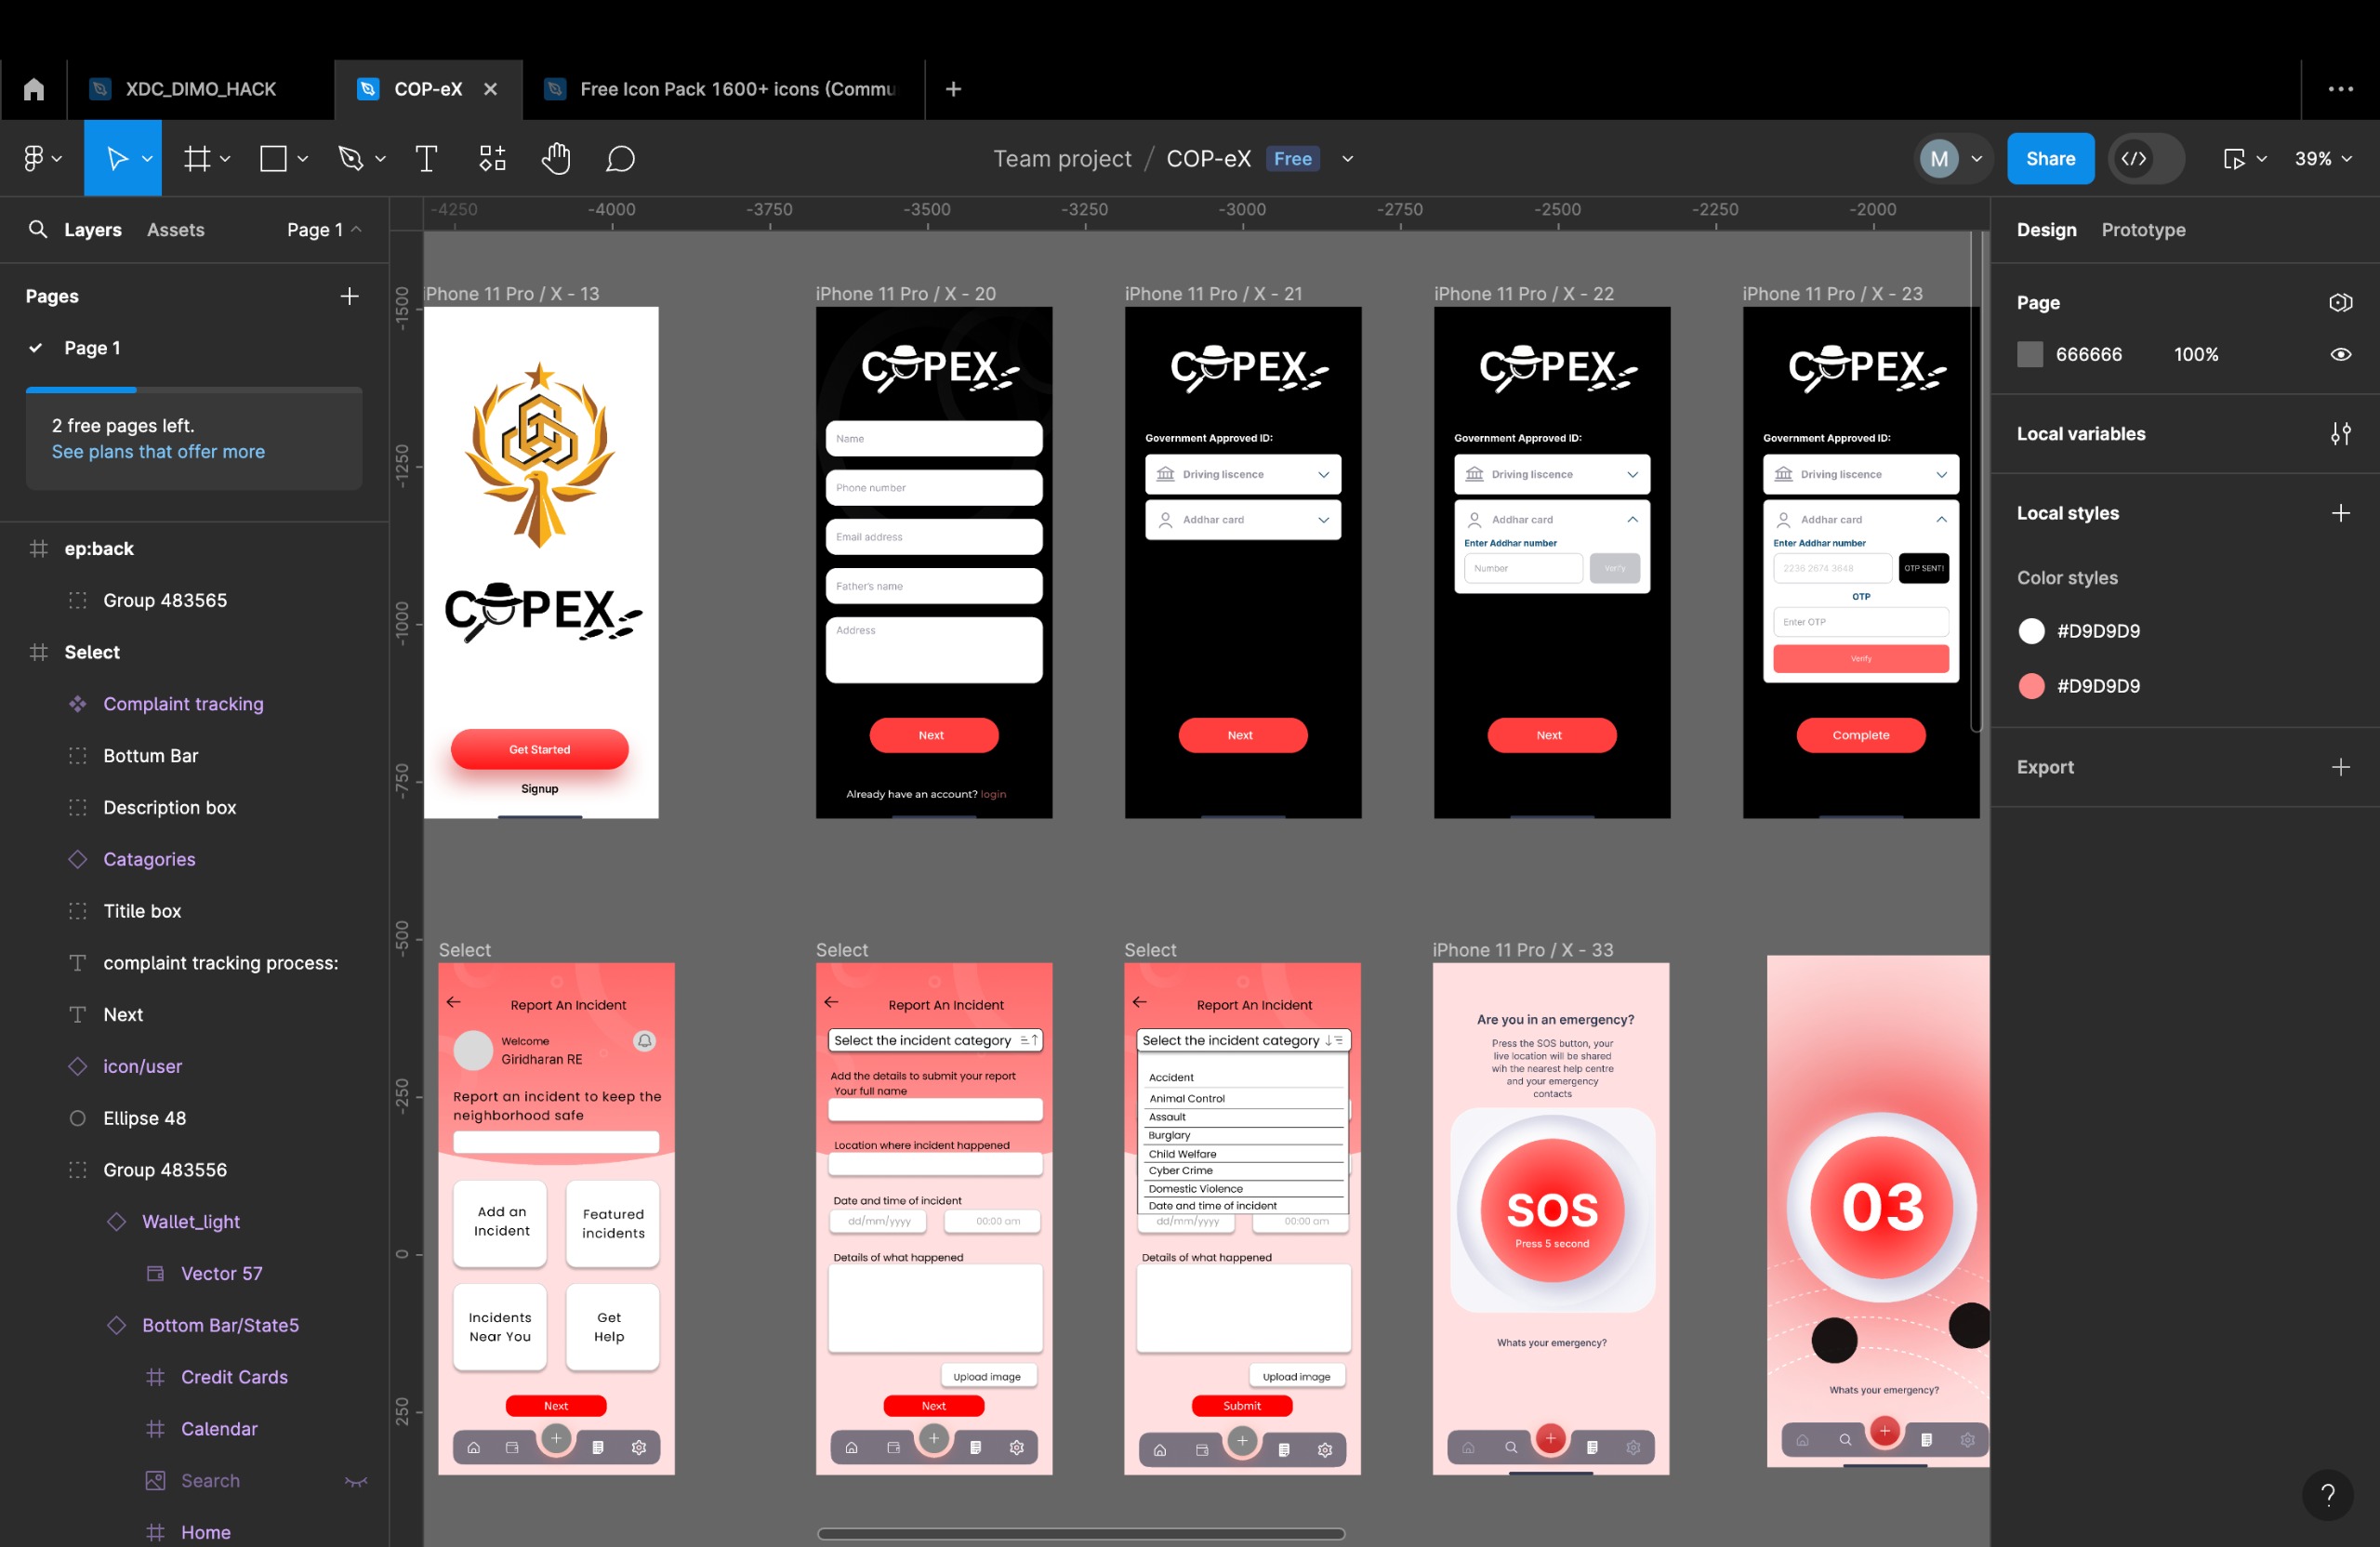 XDC_DIMO_HACK
COP-eX
Free Icon Pack 1600+ icons (Commu
Team project / COP-eX Free
M
Share
39%
Layers Assets Page 1
Pages
Page 1
2 free pages left.
See plans that offer more
ep:back
Group 483565
Select
Complaint tracking
Bottum Bar
Description box
Catagories
Titile box
complaint tracking process:
Next
icon/user
Ellipse 48
Group 483556
Wallet_light
Vector 57
Bottom Bar/State5
Credit Cards
Calendar
Search
Home
-4250 -4000 -3750 -3500 -3250 -3000 -2750 -2500 -2250 -2000
-1500
-1250
-1000
-750
-500
-250
0
250
iPhone 11 Pro / X - 13
COPEX
Get Started
Signup
iPhone 11 Pro / X - 20
COPEX
Name
Phone number
Email address
Father's name
Address
Next
Already have an account? login
iPhone 11 Pro / X - 21
COPEX
Government Approved ID:
Driving liscence
Addhar card
Next
iPhone 11 Pro / X - 22
COPEX
Government Approved ID:
Driving liscence
Addhar card
Enter Addhar number
Number
Verify
Next
iPhone 11 Pro / X - 23
COPEX
Government Approved ID:
Driving liscence
Addhar card
Enter Addhar number
2236 2674 3648
OTP SENT!
OTP
Enter OTP
Verify
Complete
Select
Report An Incident
Welcome
Giridharan RE
Report an incident to keep the
neighborhood safe
Add an
Incident
Featured
incidents
Incidents
Near You
Get
Help
Next
Select
Report An Incident
Select the incident category
Add the details to submit your report
Your full name
Location where incident happened
Date and time of incident
dd/mm/yyyy
00:00 am
Details of what happened
Upload image
Next
Select
Report An Incident
Select the incident category
Accident
Animal Control
Assault
Burglary
Child Welfare
Cyber Crime
Domestic Violence
Date and time of incident
dd/mm/yyyy
00:00 am
Details of what happened
Upload image
Submit
iPhone 11 Pro / X - 33
Are you in an emergency?
Press the SOS button, your
live location will be shared
wih the nearest help centre
and your emergency
contacts
SOS
Press 5 second
Whats your emergency?
03
Whats your emergency?
Design Prototype
Page
666666 100%
Local variables
Local styles
Color styles
#D9D9D9
#D9D9D9
Export
?